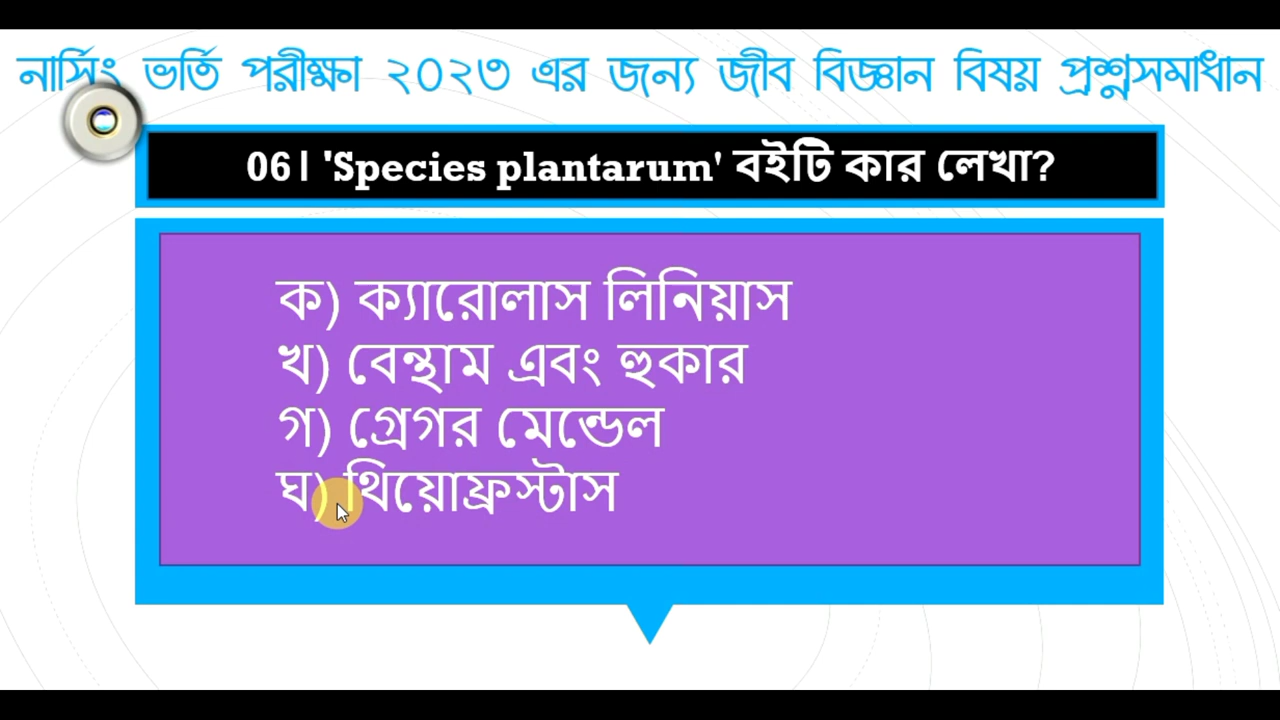 নার্সিং ভর্তি পরীক্ষা ২০২৩ এর জন্য জীব বিজ্ঞান বিষয় প্রশ্নসমাধান
06। 'Species plantarum' বইটি কার লেখা?
ক) ক্যারোলাস লিনিয়াস
খ) বেন্থাম এবং হুকার
গ) গ্রেগর মেন্ডেল
ঘ) থিয়োফ্রস্টাস